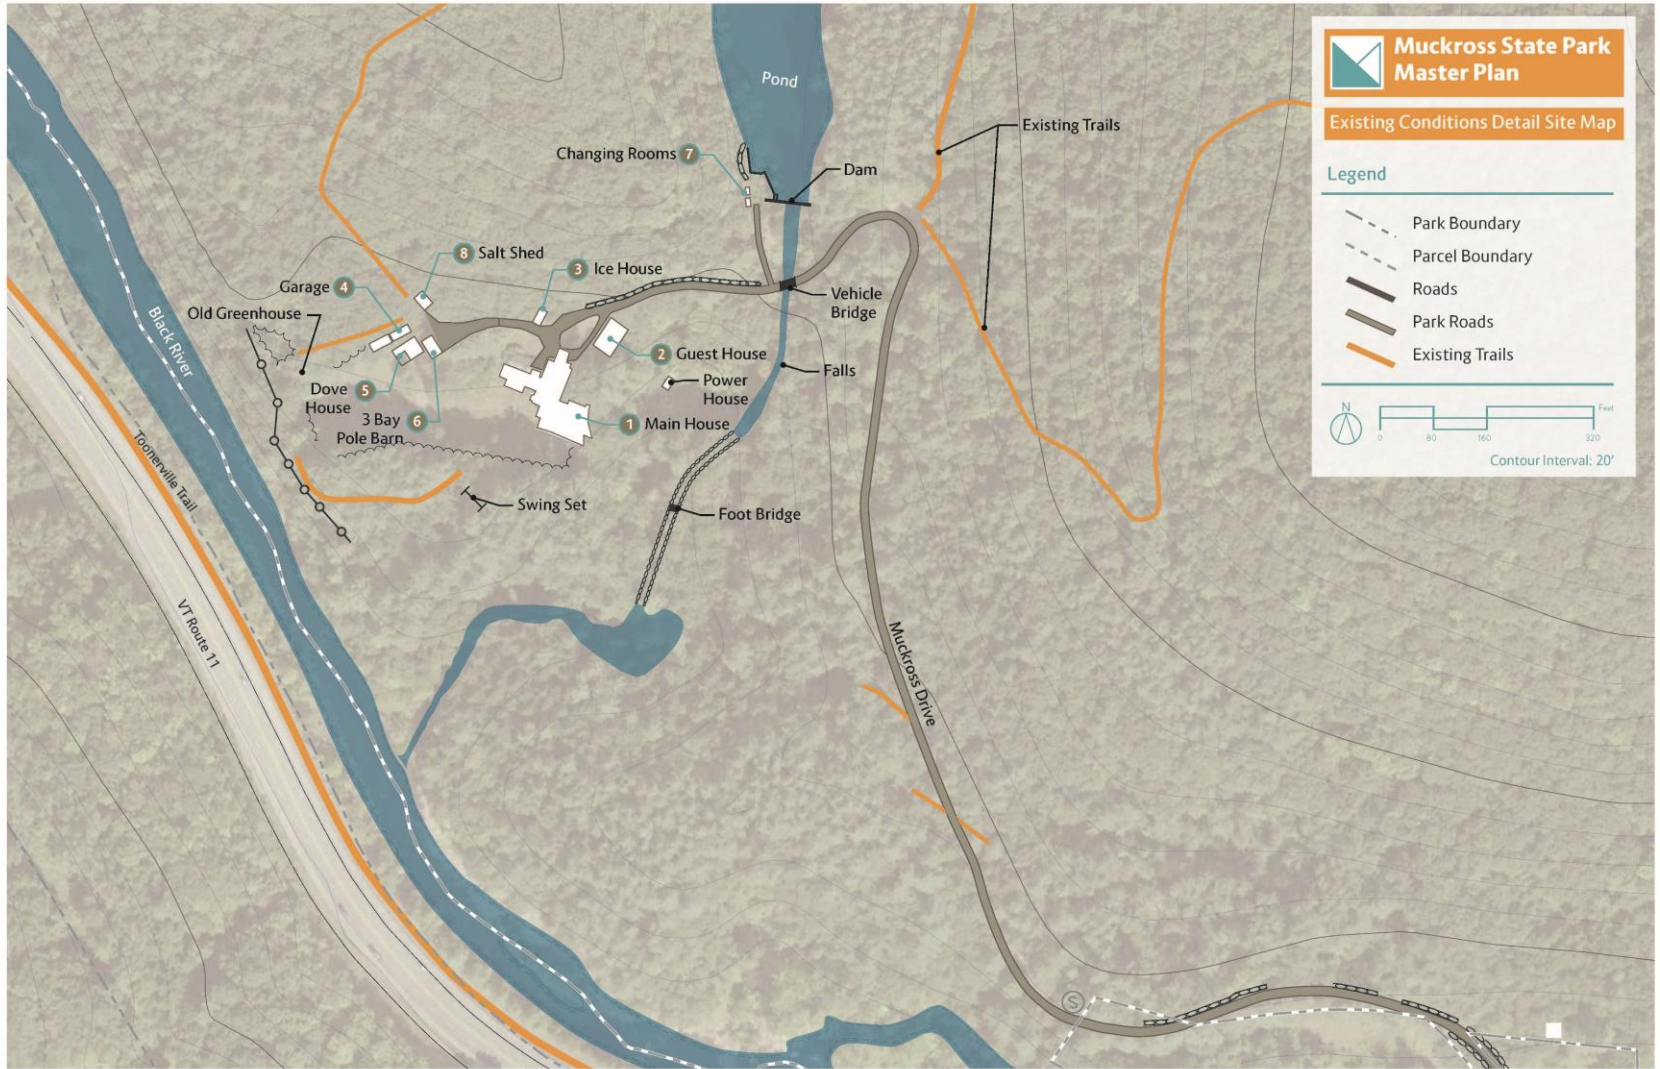 Muckross State Park
Master Plan
Existing Conditions Detail Site Map
Legend
Park Boundary
Parcel Boundary
Roads
Park Roads
Existing Trails
N
Feet
0
80
160
320
Contour Interval: 20'
Pond
Existing Trails
Changing Rooms 7
Dam
8 Salt Shed
3 Ice House
Garage 4
Vehicle
Bridge
Old Greenhouse
Black River
2 Guest House
Falls
Dove
House
5
Power
House
3 Bay
Pole Barn
6
1 Main House
Toonerville Trail
Swing Set
Foot Bridge
VT Route 11
Muckross Drive
S